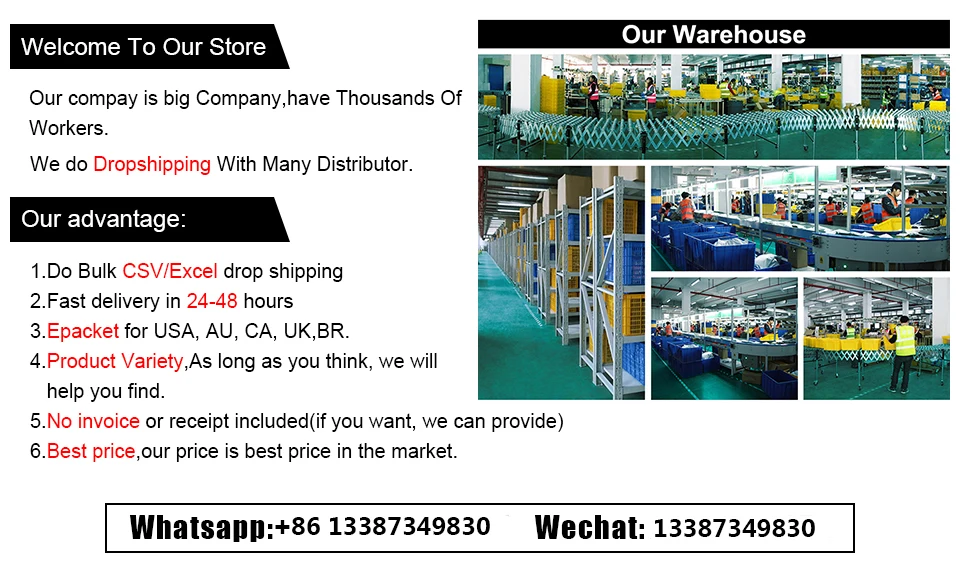 Welcome To Our Store
Our compay is big Company,have Thousands Of
Workers.
We do Dropshipping With Many Distributor.
Our advantage:
1.Do Bulk CSV/Excel drop shipping
2.Fast delivery in 24-48 hours
3.Epacket for USA, AU, CA, UK,BR.
4.Product Variety,As long as you think, we will
help you find.
5.No invoice or receipt included(if you want, we can provide)
6.Best price,our price is best price in the market.
Our Warehouse
Whatsapp:+86 13387349830
Wechat: 13387349830